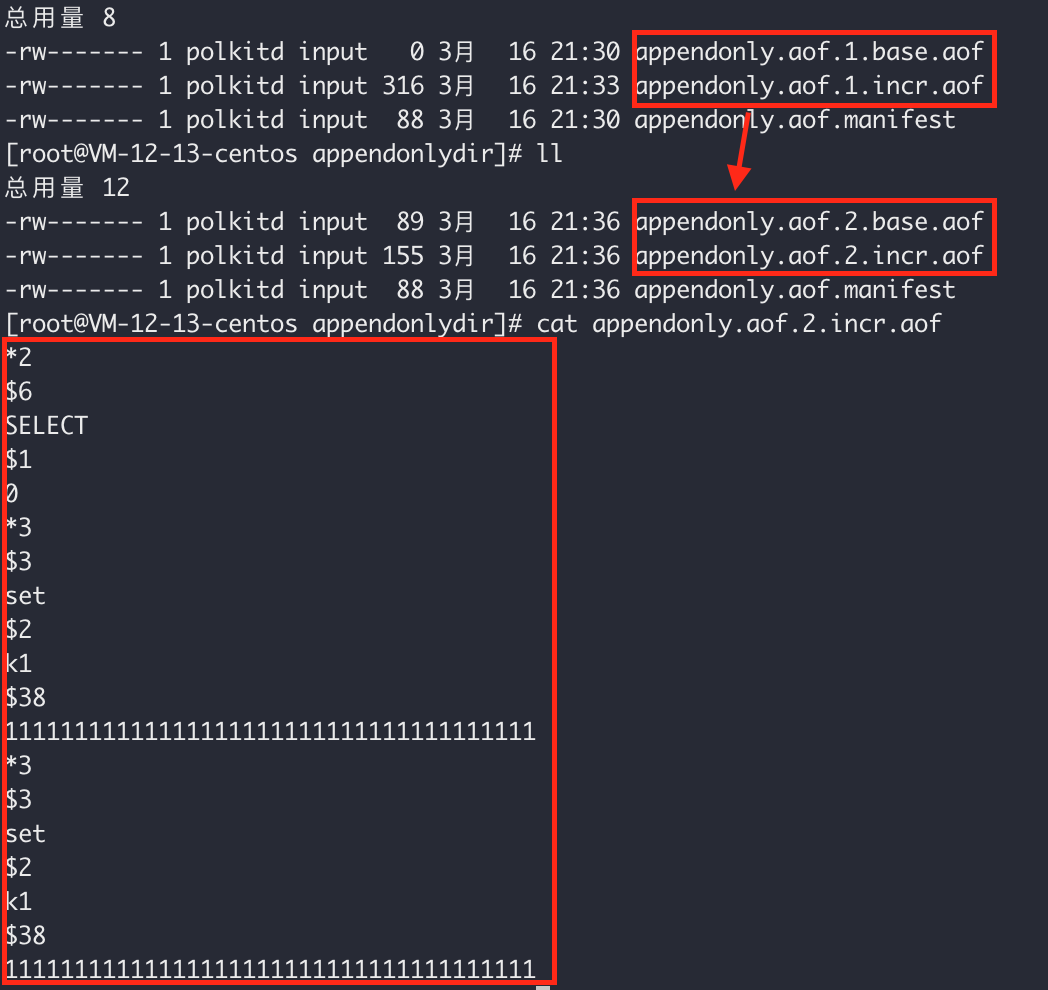 总用量 8
-rw------- 1 polkitd input   0 3月  16 21:30 appendonly.aof.1.base.aof
-rw------- 1 polkitd input 316 3月  16 21:33 appendonly.aof.1.incr.aof
-rw------- 1 polkitd input  88 3月  16 21:30 appendonly.aof.manifest
[root@VM-12-13-centos appendonlydir]# ll
总用量 12
-rw------- 1 polkitd input  89 3月  16 21:36 appendonly.aof.2.base.aof
-rw------- 1 polkitd input 155 3月  16 21:36 appendonly.aof.2.incr.aof
-rw------- 1 polkitd input  88 3月  16 21:36 appendonly.aof.manifest
[root@VM-12-13-centos appendonlydir]# cat appendonly.aof.2.incr.aof
*2
$6
SELECT
$1
0
*3
$3
set
$2
k1
$38
11111111111111111111111111111111111111
*3
$3
set
$2
k1
$38
11111111111111111111111111111111111111